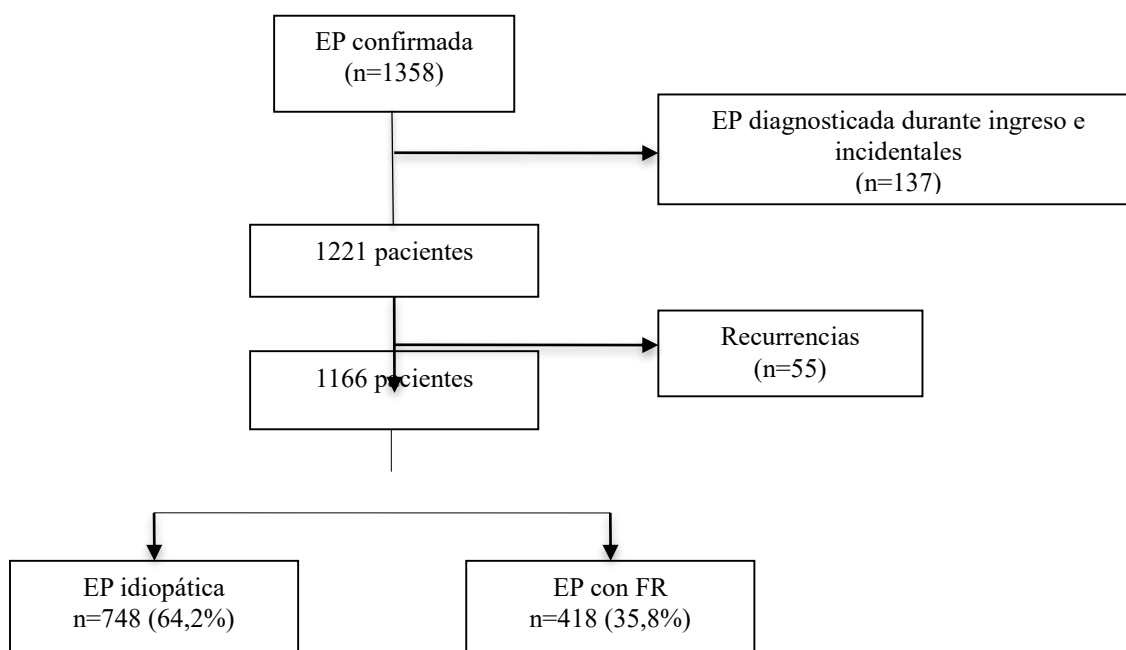 EP confirmada
(n=1358)
EP diagnosticada durante ingreso e
incidentales
(n=137)
1221 pacientes
Recurrencias
(n=55)
1166 pacientes
EP idiopática
n=748 (64,2%)
EP con FR
n=418 (35,8%)